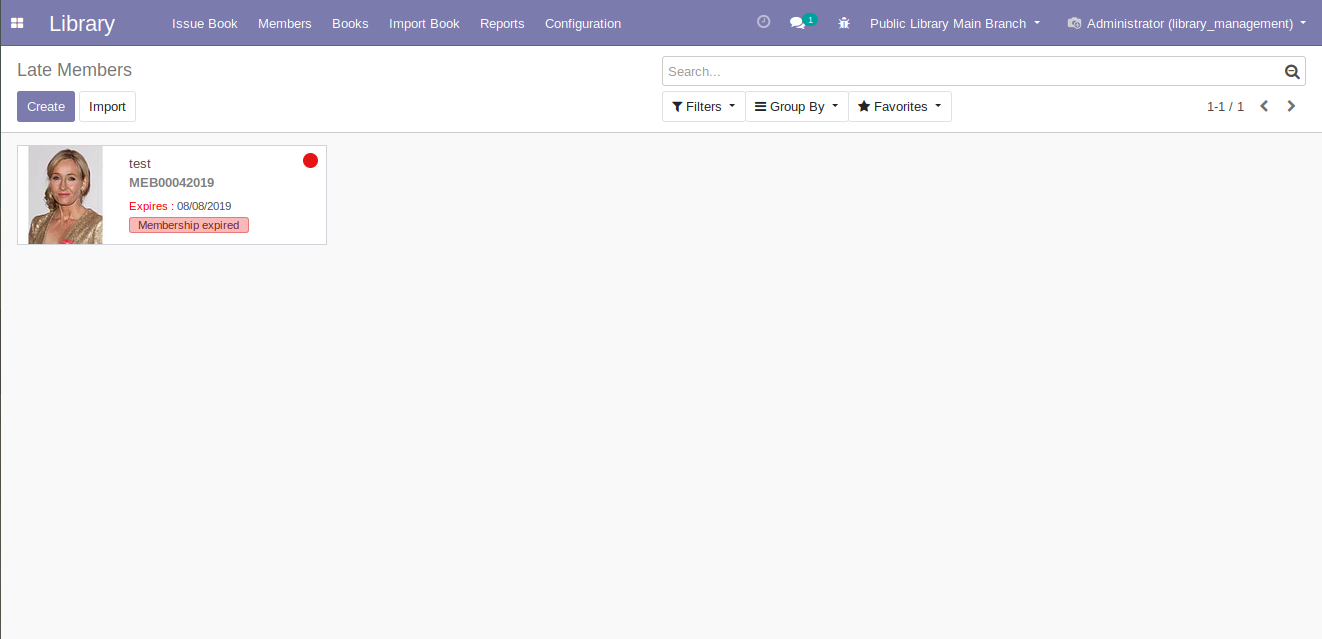 Library Issue Book Members Books Import Book Reports Configuration 1 Public Library Main Branch Administrator (library_management)
Late Members
Search...
Create Import
Filters Group By Favorites 1-1 / 1
test
MEB00042019
Expires : 08/08/2019
Membership expired